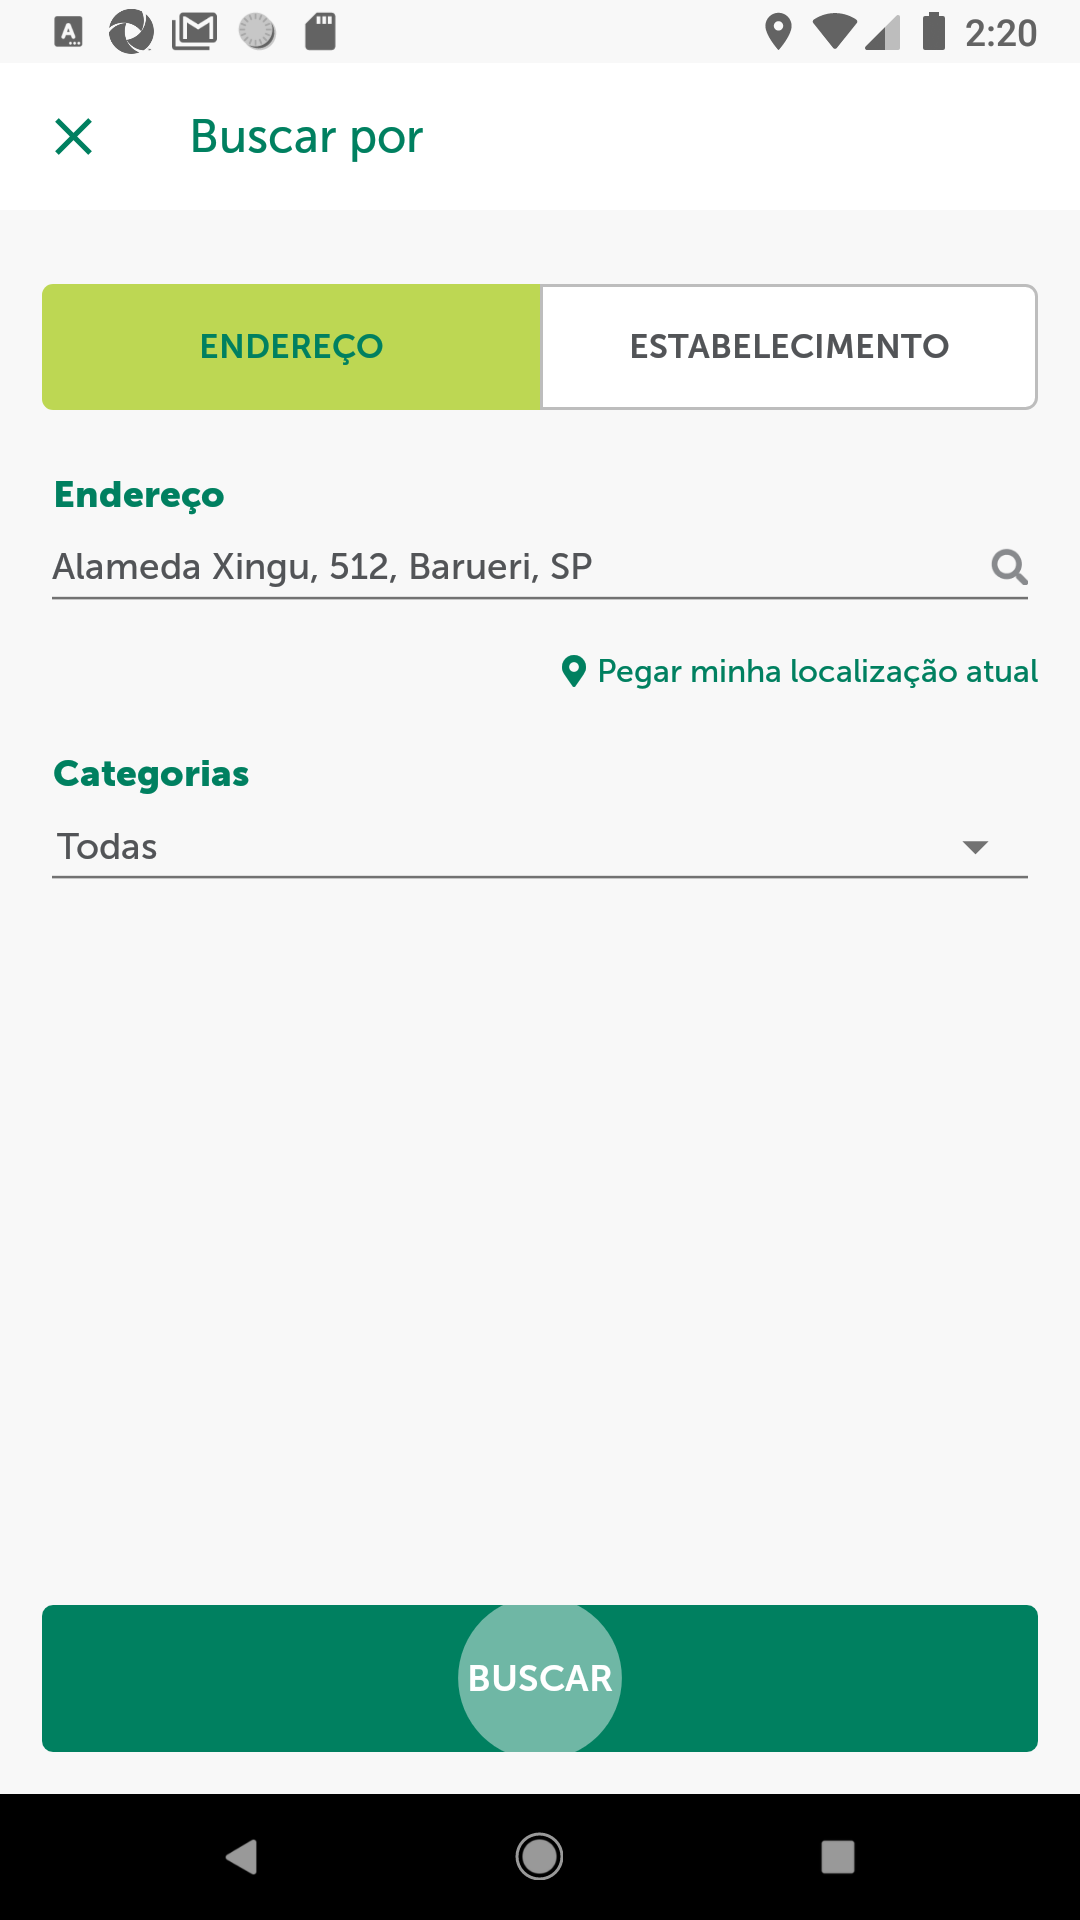 2:20
Buscar por
ENDEREÇO
ESTABELECIMENTO
Endereço
Alameda Xingu, 512, Barueri, SP
Pegar minha localização atual
Categorias
Todas
BUSCAR